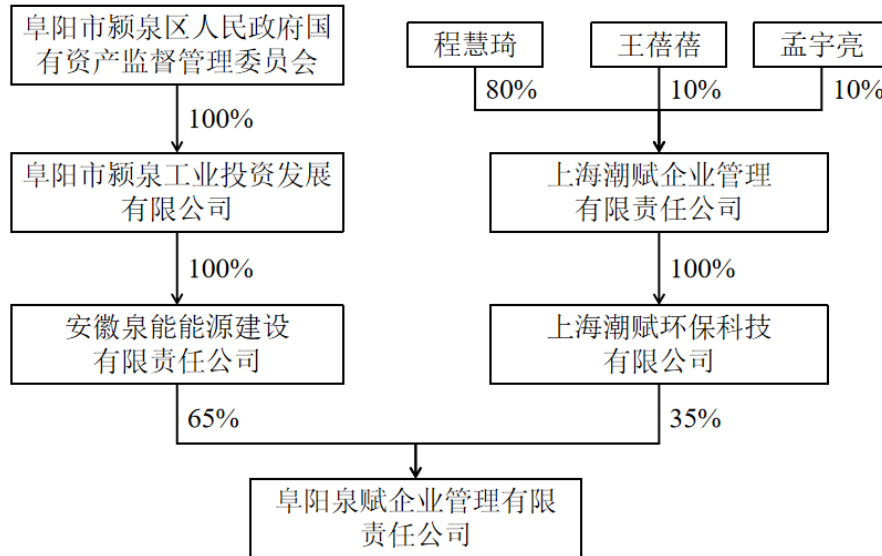 阜阳市颍泉区人民政府国
有资产监督管理委员会
程慧琦
王蓓蓓
孟宇亮
80%
10%
10%
100%
阜阳市颍泉工业投资发展
有限公司
上海潮赋企业管理
有限责任公司
100%
100%
安徽泉能能源建设
有限责任公司
上海潮赋环保科技
有限公司
65%
35%
阜阳泉赋企业管理有限
责任公司